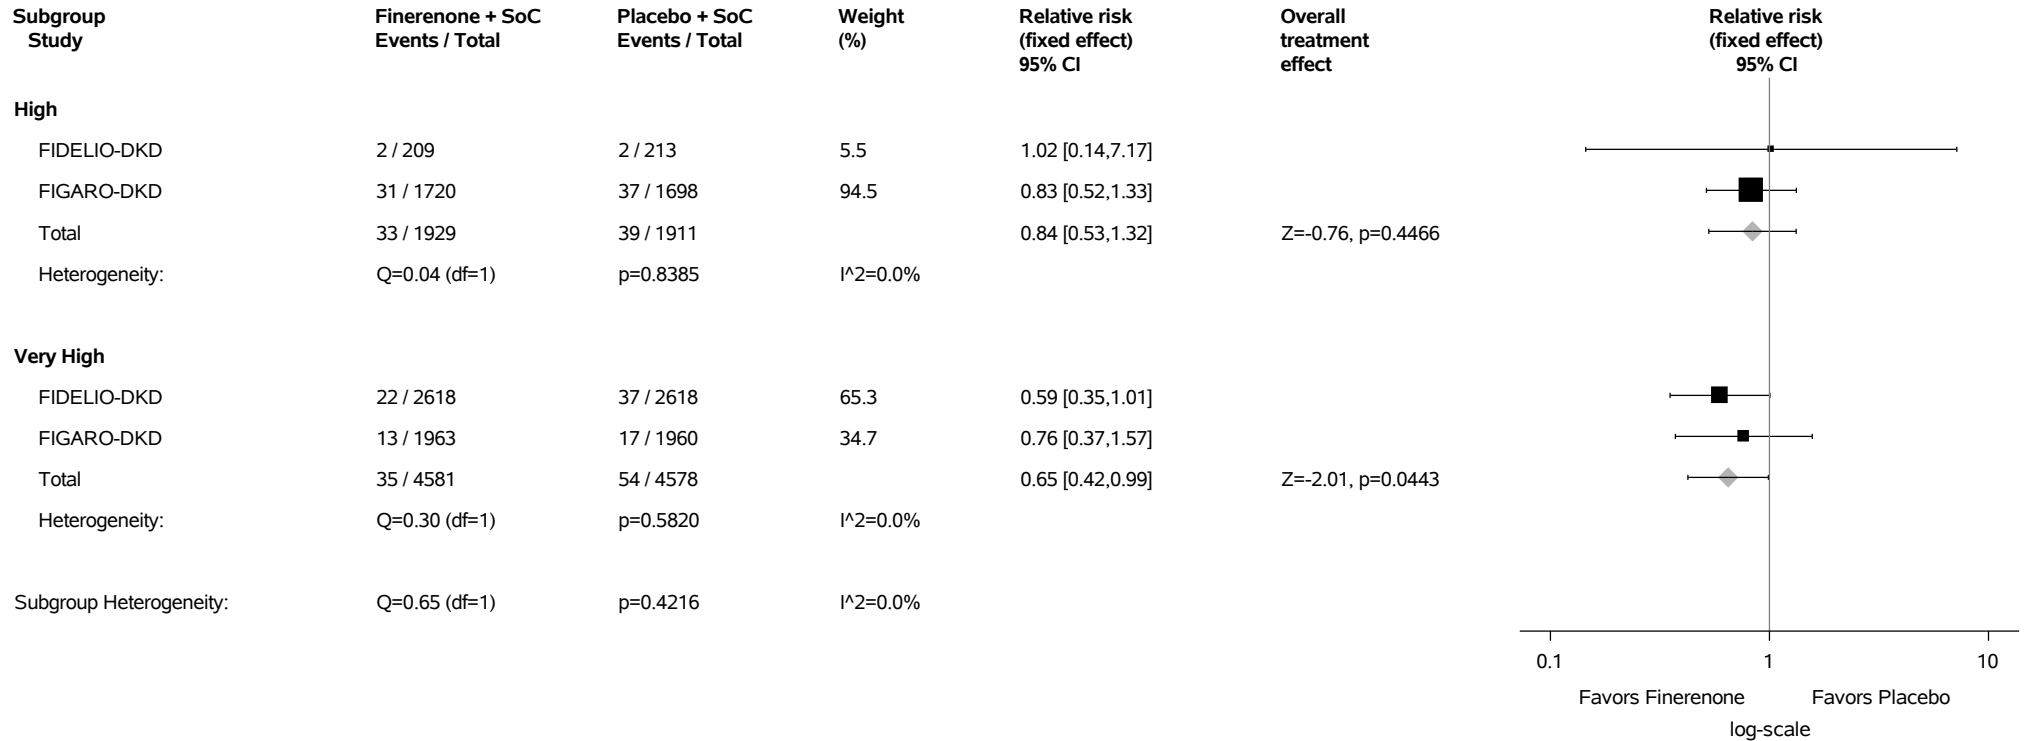 Subgroup Finerenone + SoC Placebo + SoC Weight Relative risk Overall Relative risk
Study Events / Total Events / Total (%) (fixed effect) treatment (fixed effect)
95% CI effect 95% CI
High
FIDELIO-DKD 2 / 209 2 / 213 5.5 1.02 [0.14,7.17]
FIGARO-DKD 31 / 1720 37 / 1698 94.5 0.83 [0.52,1.33]
Total 33 / 1929 39 / 1911 0.84 [0.53,1.32] Z=-0.76, p=0.4466
Heterogeneity: Q=0.04 (df=1) p=0.8385 I^2=0.0%
Very High
FIDELIO-DKD 22 / 2618 37 / 2618 65.3 0.59 [0.35,1.01]
FIGARO-DKD 13 / 1963 17 / 1960 34.7 0.76 [0.37,1.57]
Total 35 / 4581 54 / 4578 0.65 [0.42,0.99] Z=-2.01, p=0.0443
Heterogeneity: Q=0.30 (df=1) p=0.5820 I^2=0.0%
Subgroup Heterogeneity: Q=0.65 (df=1) p=0.4216 I^2=0.0%
0.1 1 10
Favors Finerenone Favors Placebo
log-scale